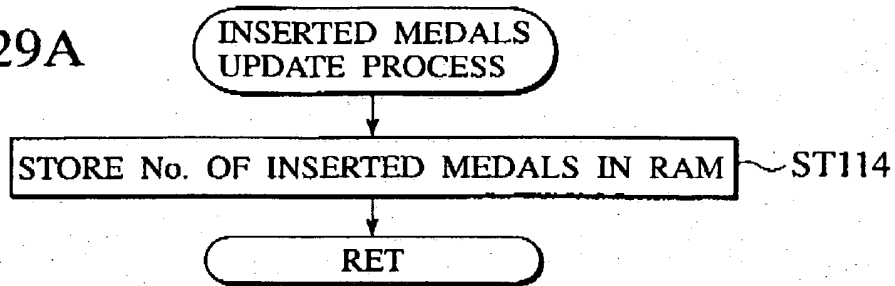 29A
INSERTED MEDALS
UPDATE PROCESS
STORE No. OF INSERTED MEDALS IN RAM
ST114
RET